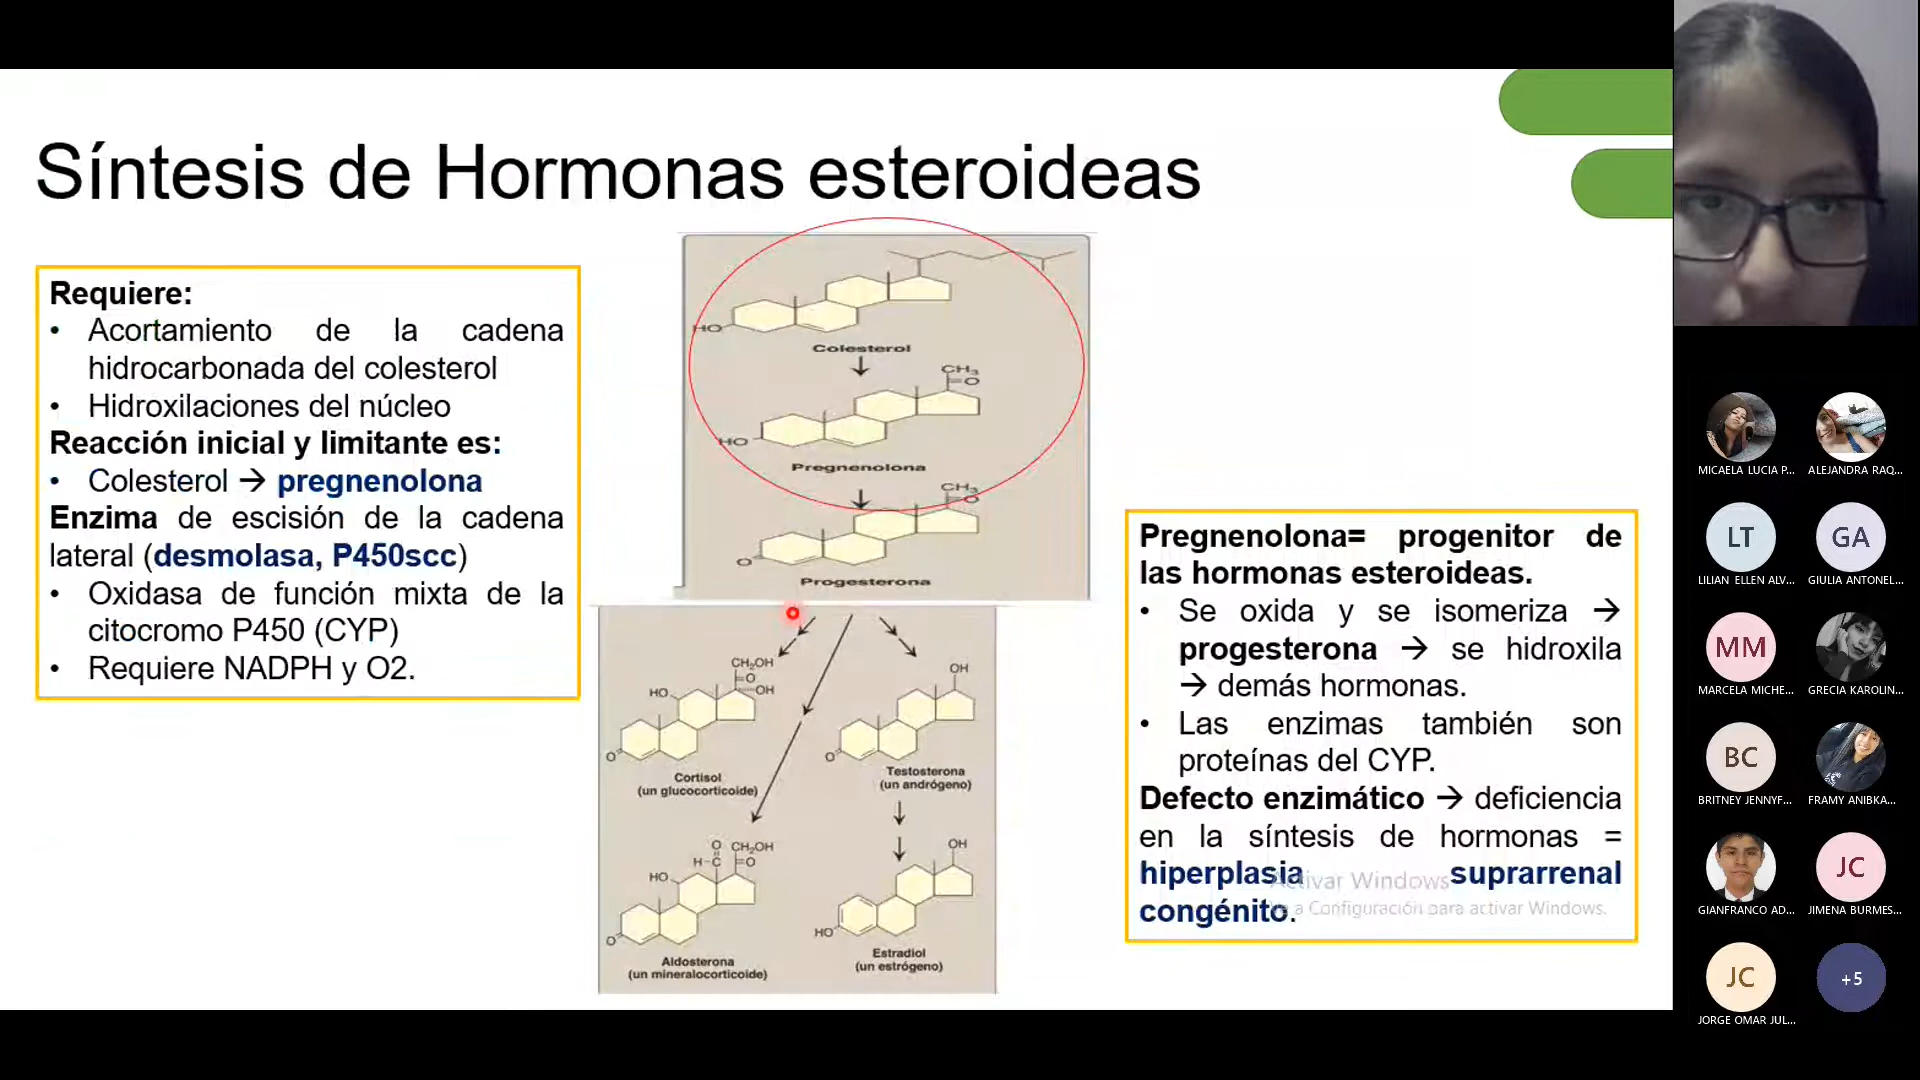 Síntesis de Hormonas esteroideas
Requiere:
• Acortamiento de la cadena
hidrocarbonada del colesterol
• Hidroxilaciones del núcleo
Reacción inicial y limitante es:
• Colesterol → pregnenolona
Enzima de escisión de la cadena
lateral (desmolasa, P450scc)
• Oxidasa de función mixta de la
citocromo P450 (CYP)
• Requiere NADPH y O2.
HO
Colesterol
CH₃
=O
HO
Pregnenolona
CH₃
=O
O
Progesterona
CH₂OH
=O
HO
--OH
O
Cortisol
(un glucocorticoide)
OH
O
Testosterona
(un andrógeno)
O CH₂OH
H-C =O
HO
O
Aldosterona
(un mineralocorticoide)
OH
HO
Estradiol
(un estrógeno)
Pregnenolona= progenitor de
las hormonas esteroideas.
• Se oxida y se isomeriza →
progesterona → se hidroxila
→ demás hormonas.
• Las enzimas también son
proteínas del CYP.
Defecto enzimático → deficiencia
en la síntesis de hormonas =
hiperplasia suprarrenal
congénito.
Activar Windows
Ve a Configuración para activar Windows.
MICAELA LUCIA P...
ALEJANDRA RAQ...
LT
LILIAN ELLEN ALV...
GA
GIULIA ANTONEL...
MM
MARCELA MICHE...
GRECIA KAROLIN...
BC
BRITNEY JENNYF...
FRAMY ANIBKA...
GIANFRANCO AD...
JC
JIMENA BURMES...
JC
JORGE OMAR JUL...
+5